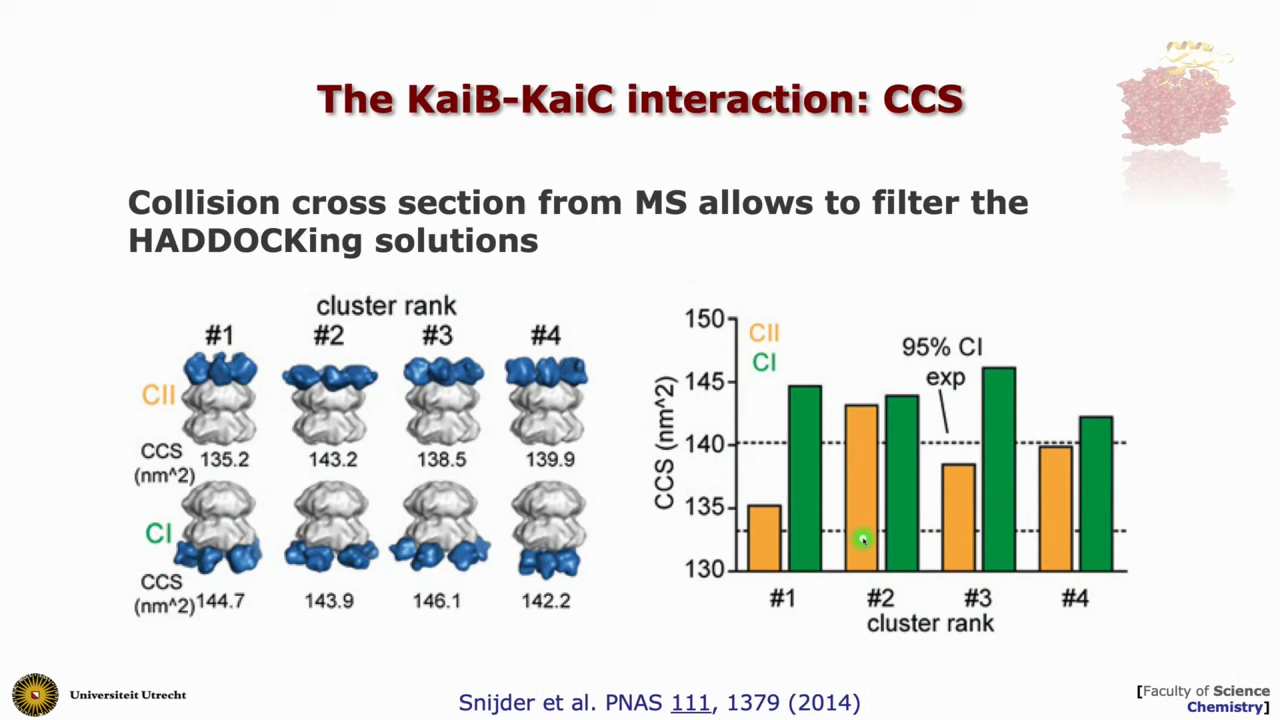 The KaiB-KaiC interaction: CCS
Collision cross section from MS allows to filter the
HADDOCKing solutions
cluster rank
#1 #2 #3 #4
CII
CCS
(nm^2) 135.2 143.2 138.5 139.9
CI
CCS
(nm^2) 144.7 143.9 146.1 142.2
CII
CI
95% CI
exp
CCS (nm^2)
150
145
140
135
130
#1 #2 #3 #4
cluster rank
Universiteit Utrecht
Snijder et al. PNAS 111, 1379 (2014)
[Faculty of Science
Chemistry]